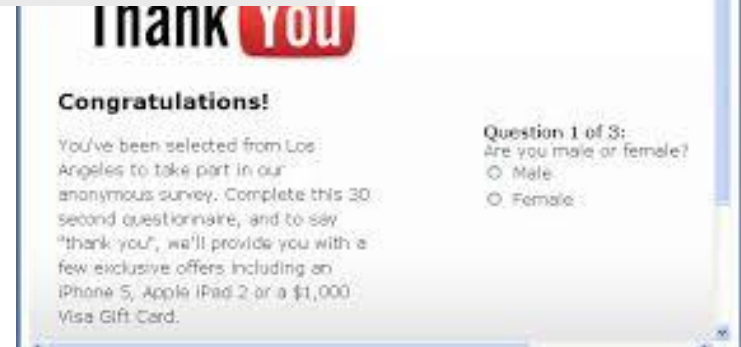 Thank You
Congratulations!
You've been selected from Los
Angeles to take part in our
anonymous survey. Complete this 30
second questionnaire, and to say
"thank you", we'll provide you with a
few exclusive offers including an
iPhone 5, Apple iPad 2 or a $1,000
Visa Gift Card.
Question 1 of 3:
Are you male or female?
Male
Female